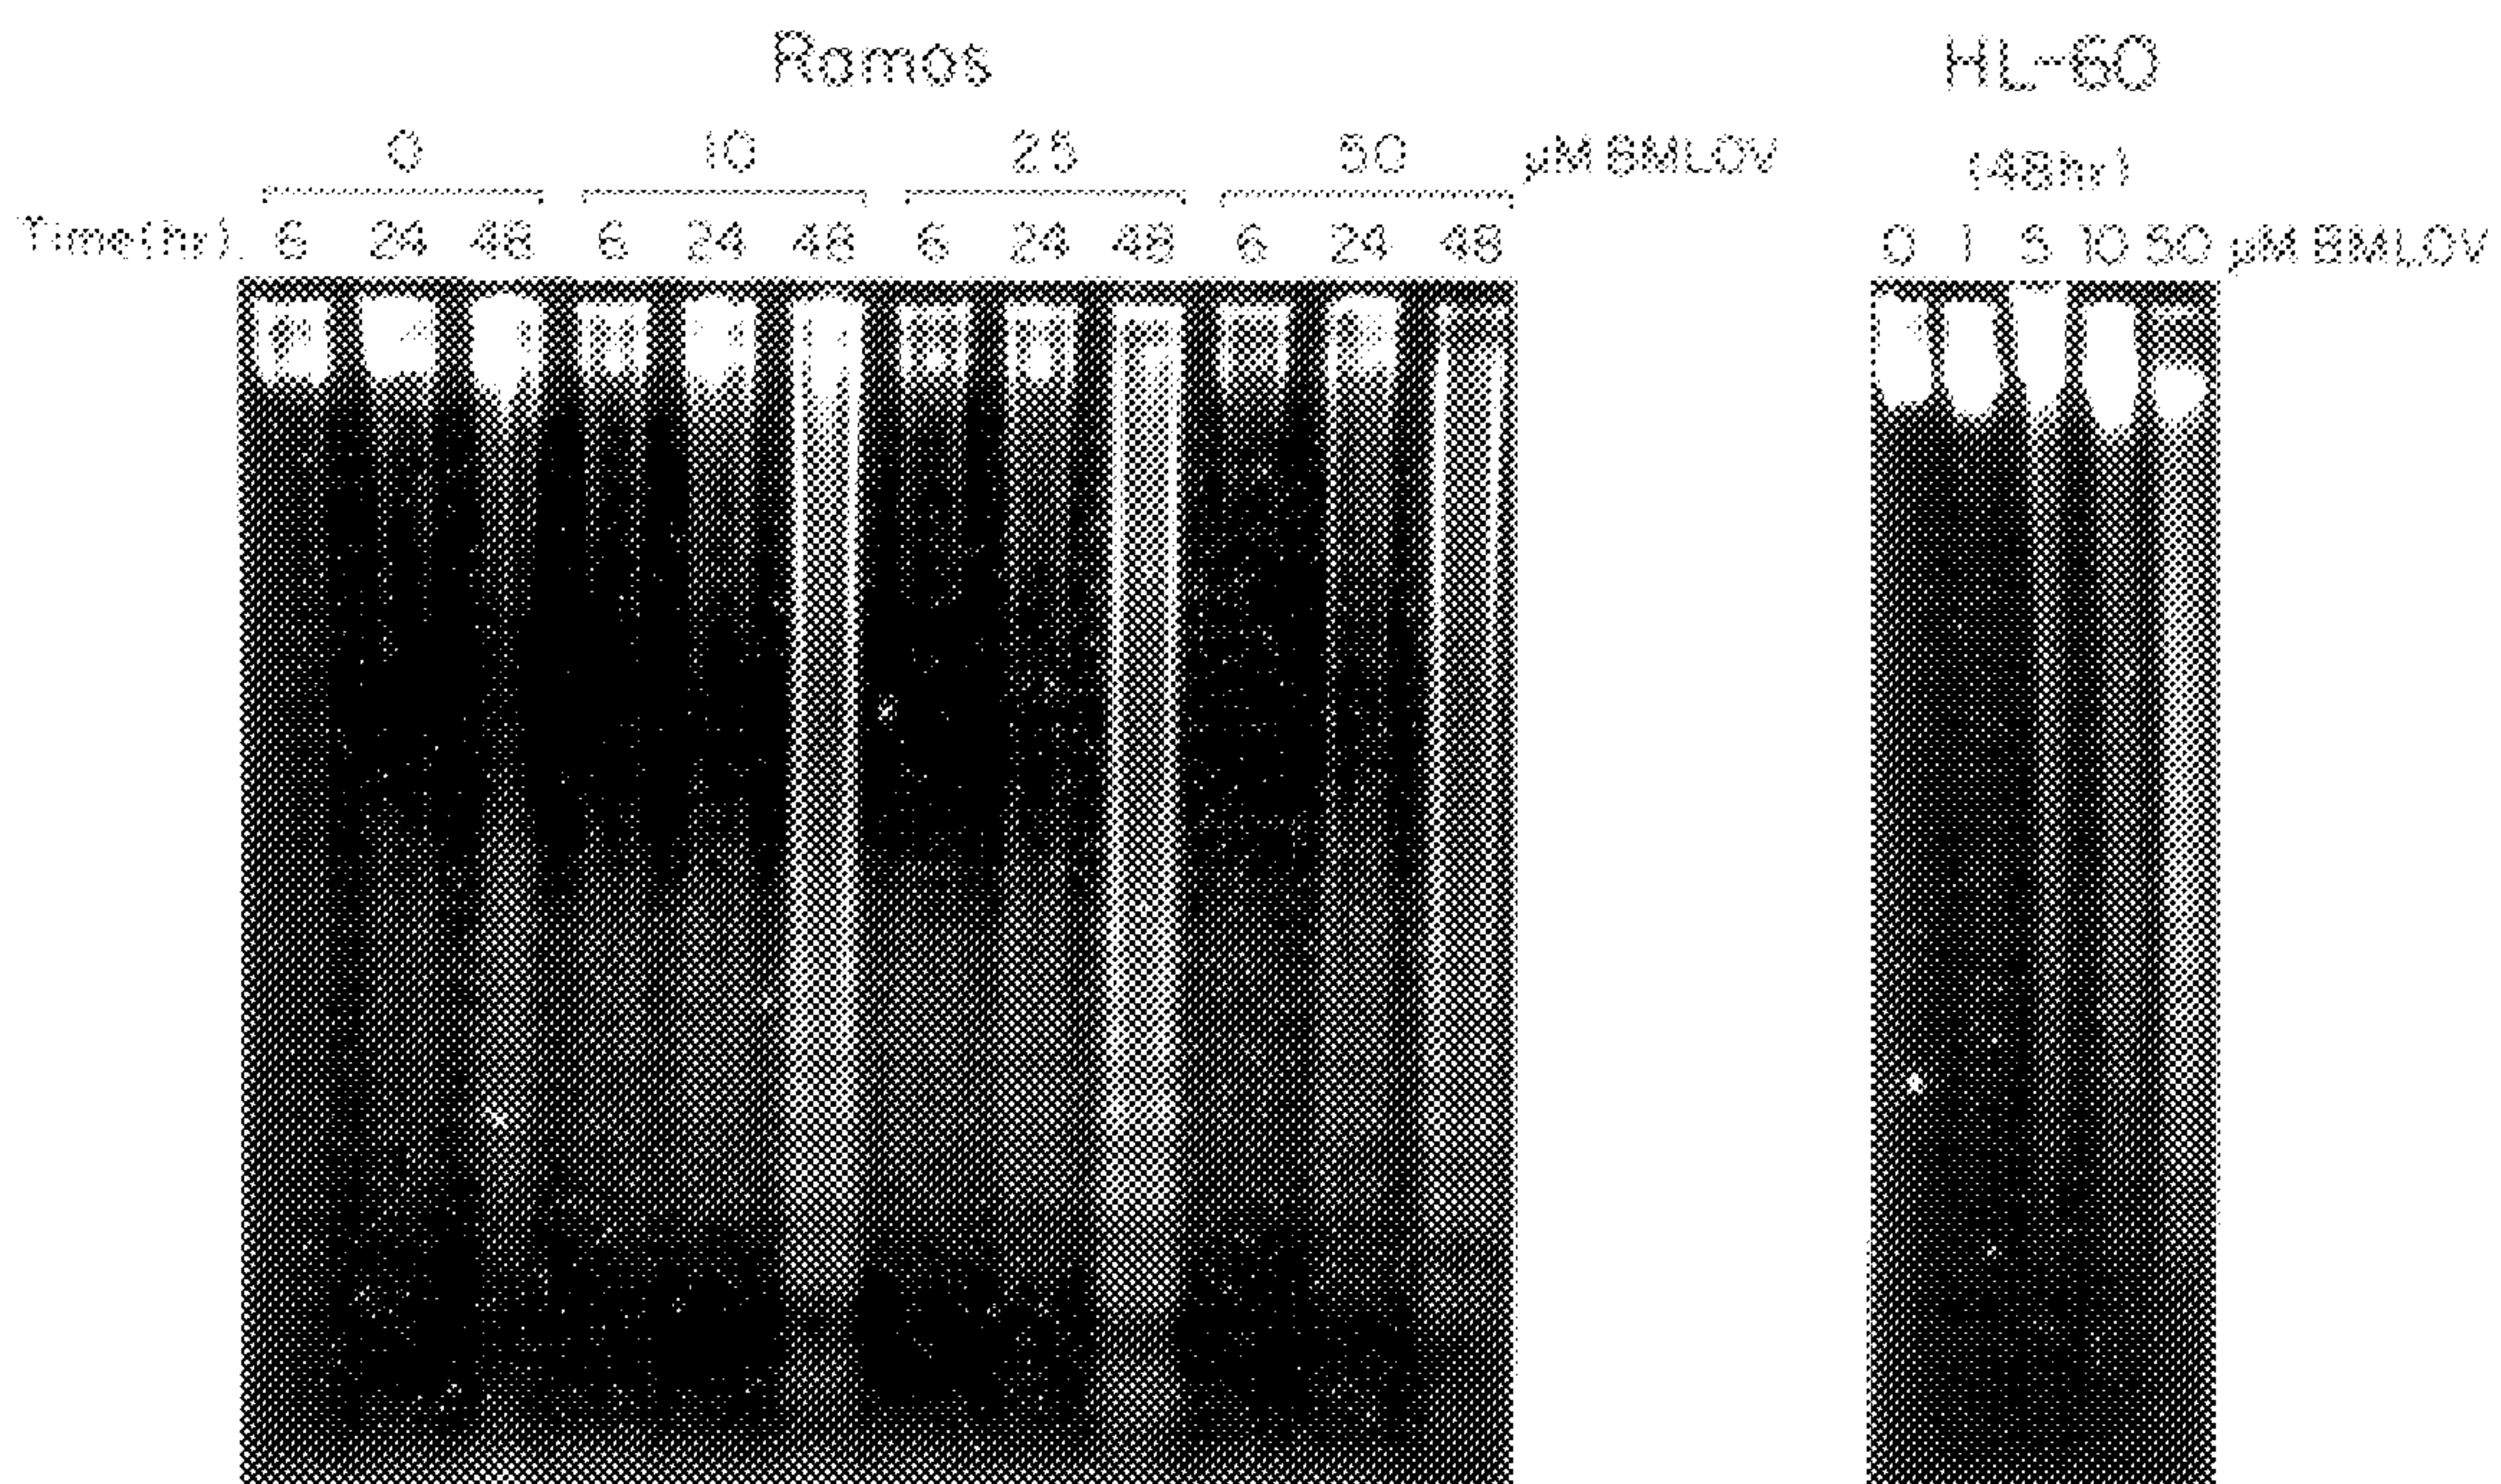 Ramos
0 10 25 50 µM BMLOV
Time(hr) 6 24 48 6 24 48 6 24 48 6 24 48
HL-60
(48hr)
0 1 5 10 50 µM BMLOV